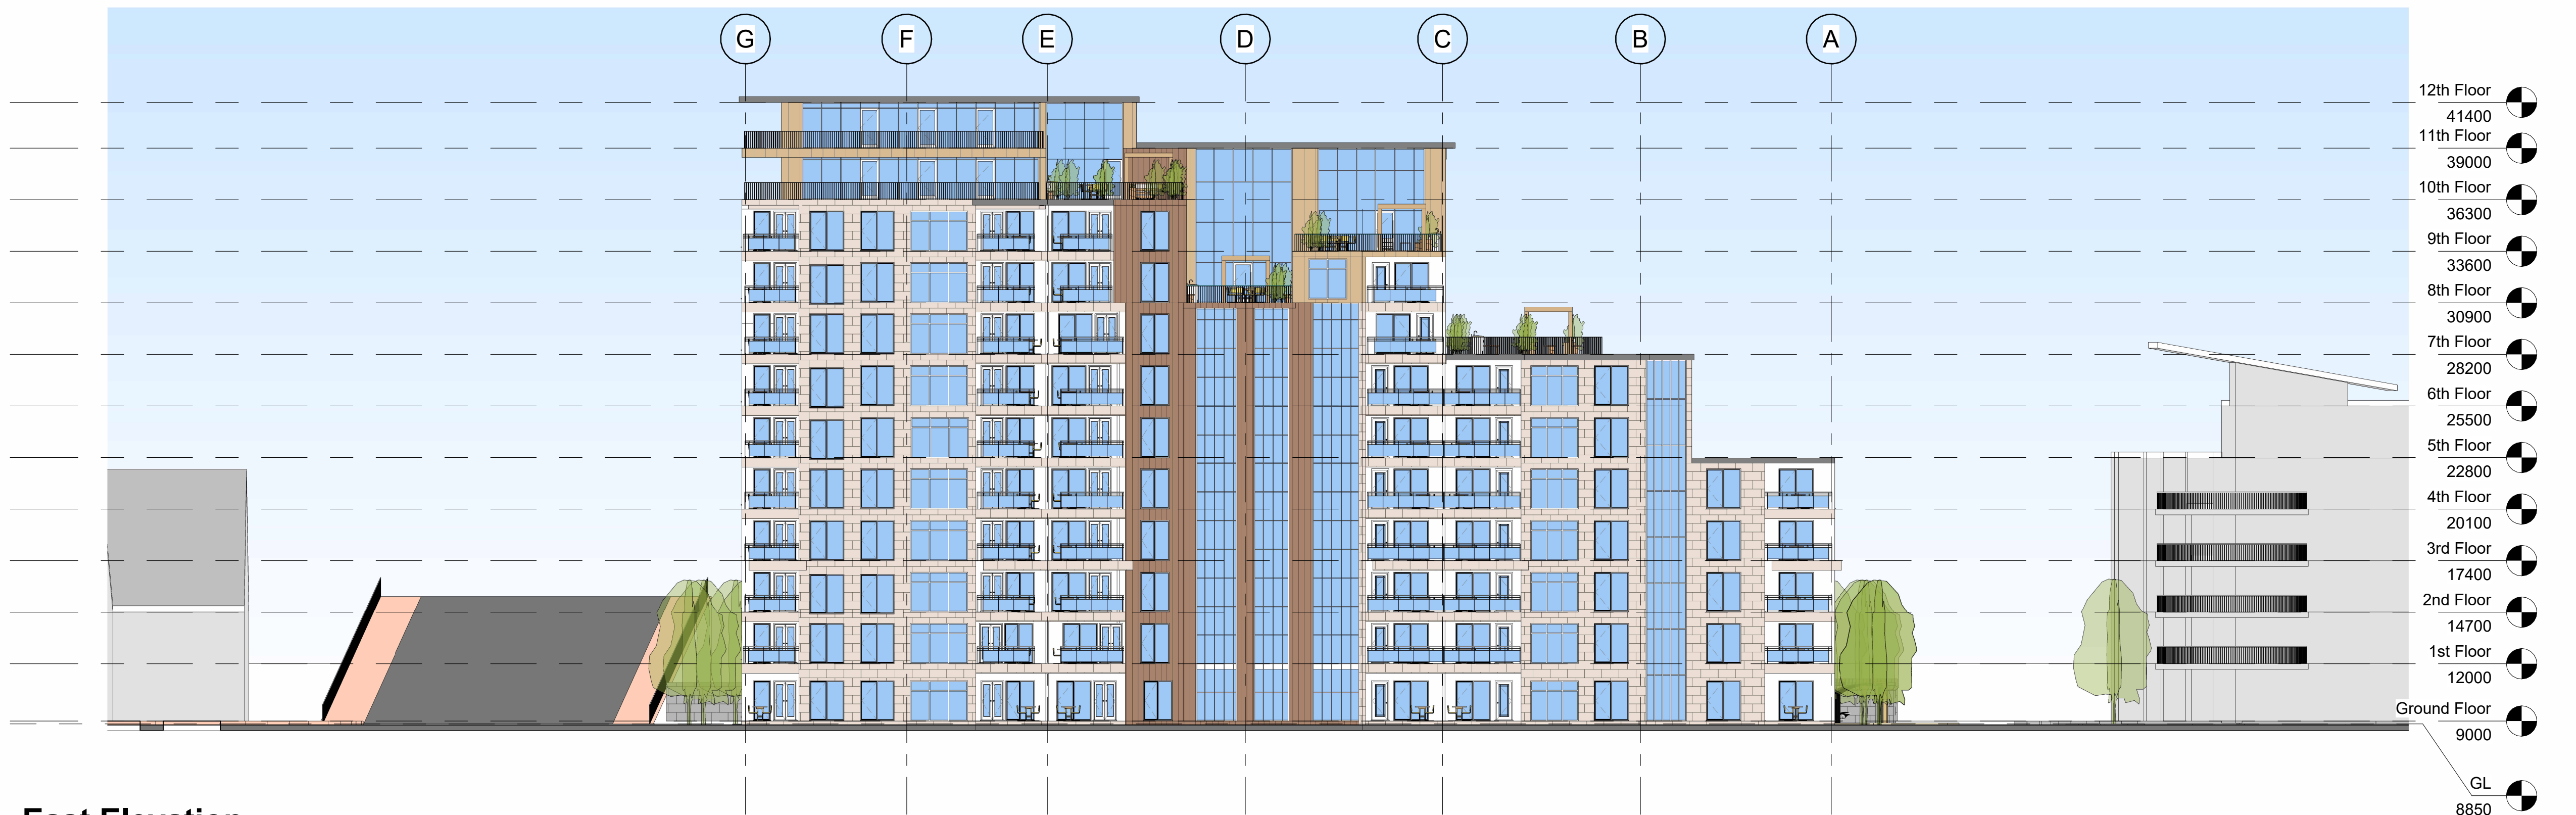 G F E D C B A
12th Floor
41400
11th Floor
39000
10th Floor
36300
9th Floor
33600
8th Floor
30900
7th Floor
28200
6th Floor
25500
5th Floor
22800
4th Floor
20100
3rd Floor
17400
2nd Floor
14700
1st Floor
12000
Ground Floor
9000
GL
8850
East Elevation